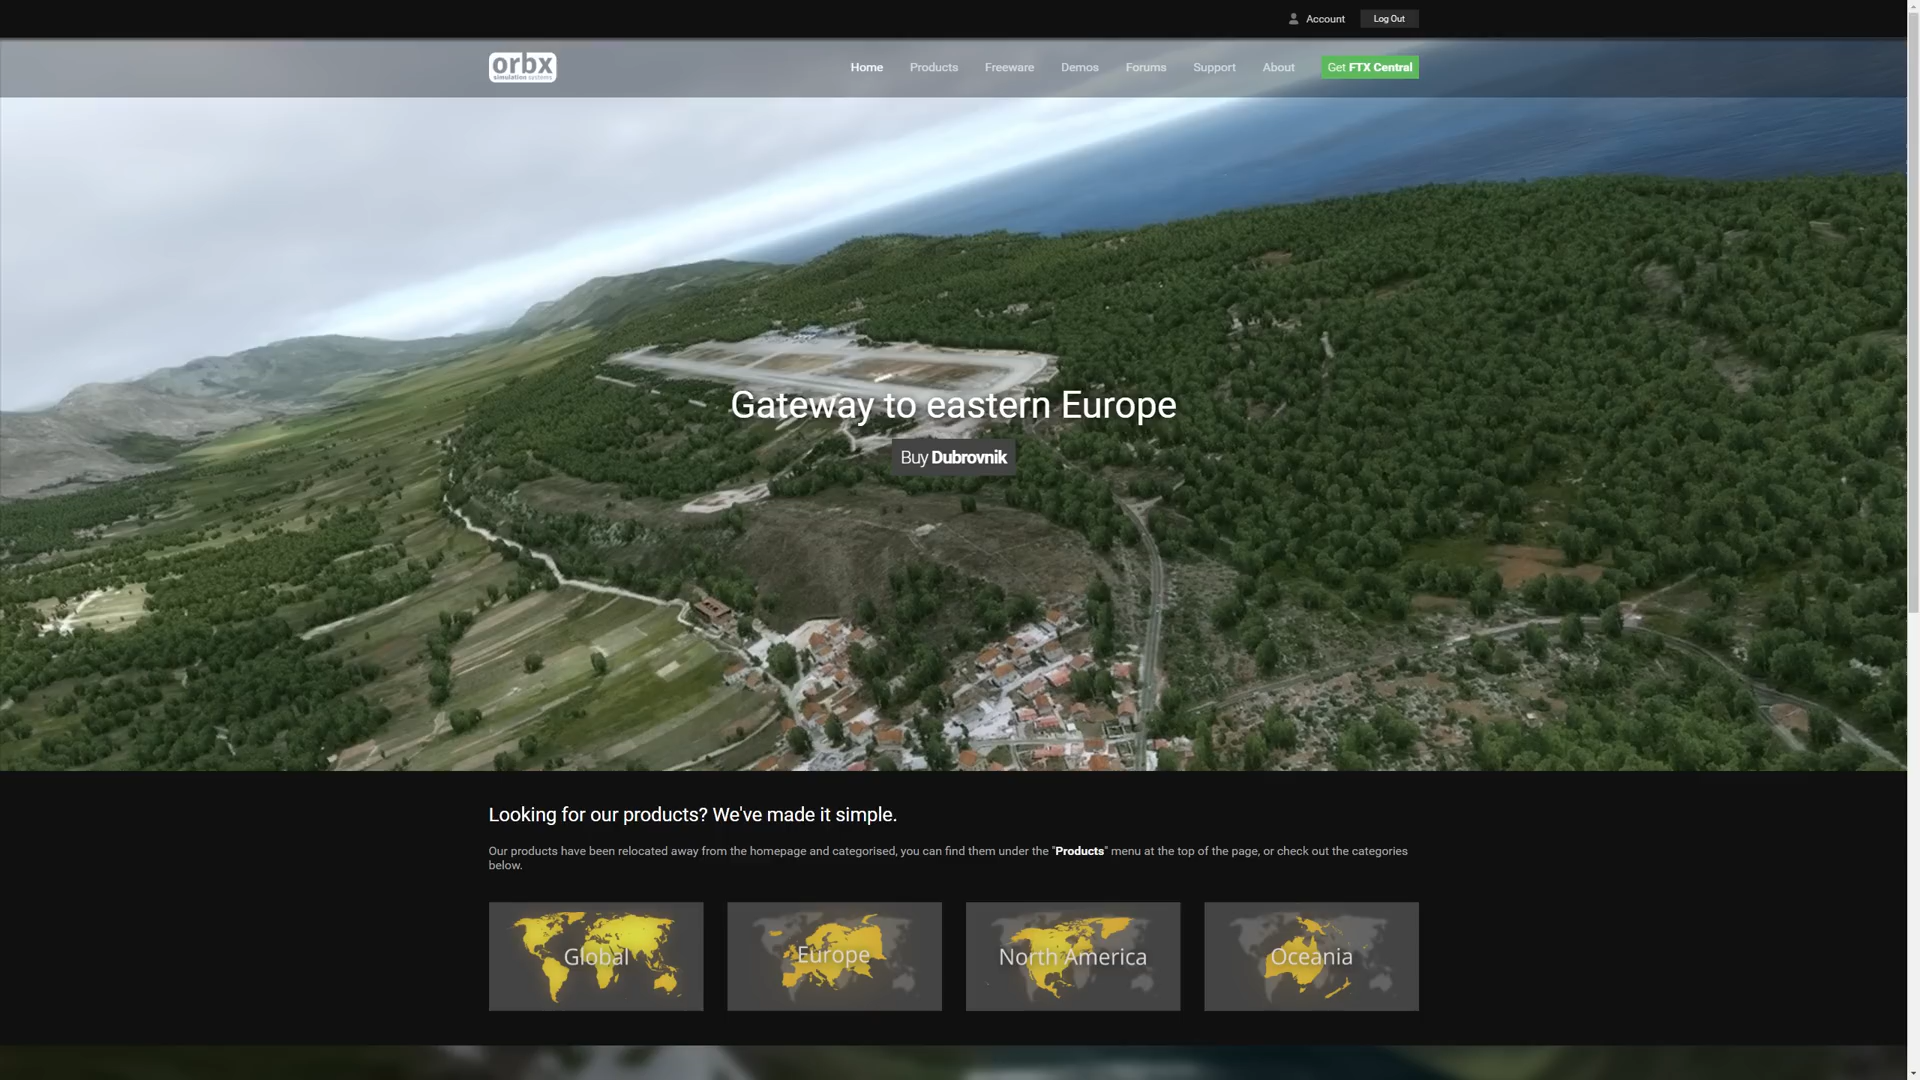 Account
Log Out
orbx
simulation systems
Home
Products
Freeware
Demos
Forums
Support
About
Get FTX Central
Gateway to eastern Europe
Buy Dubrovnik
Looking for our products? We've made it simple.
Our products have been relocated away from the homepage and categorised, you can find them under the "Products" menu at the top of the page, or check out the categories
below.
Global
Europe
North America
Oceania